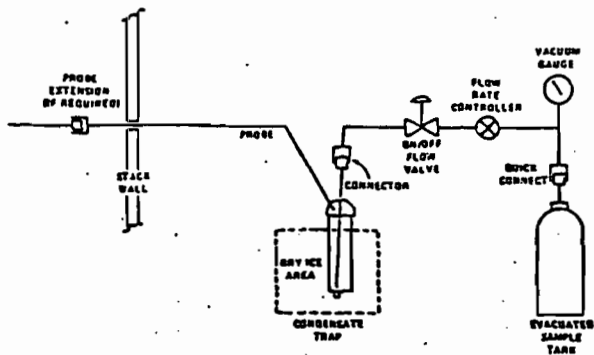 VACUUM
GAUGE
PROBE
EXTENSION
(IF REQUIRED)
FLOW
RATE
CONTROLLER
PROBE
STACK
WALL
ON/OFF
FLOW
VALVE
QUICK
CONNECT
CONNECTOR
DRY ICE
AREA
CONDENSATE
TRAP
EVACUATED
SAMPLE
TANK